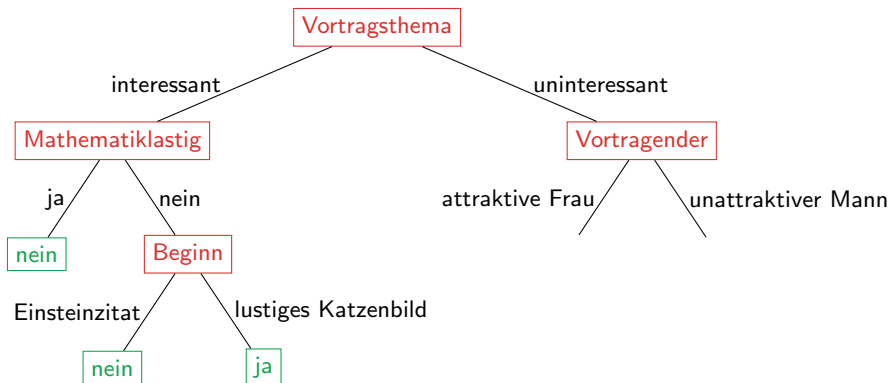 Vortragsthema
interessant
uninteressant
Mathematiklastig
Vortragender
ja
nein
attraktive Frau
unattraktiver Mann
nein
Beginn
Einsteinzitat
lustiges Katzenbild
nein
ja